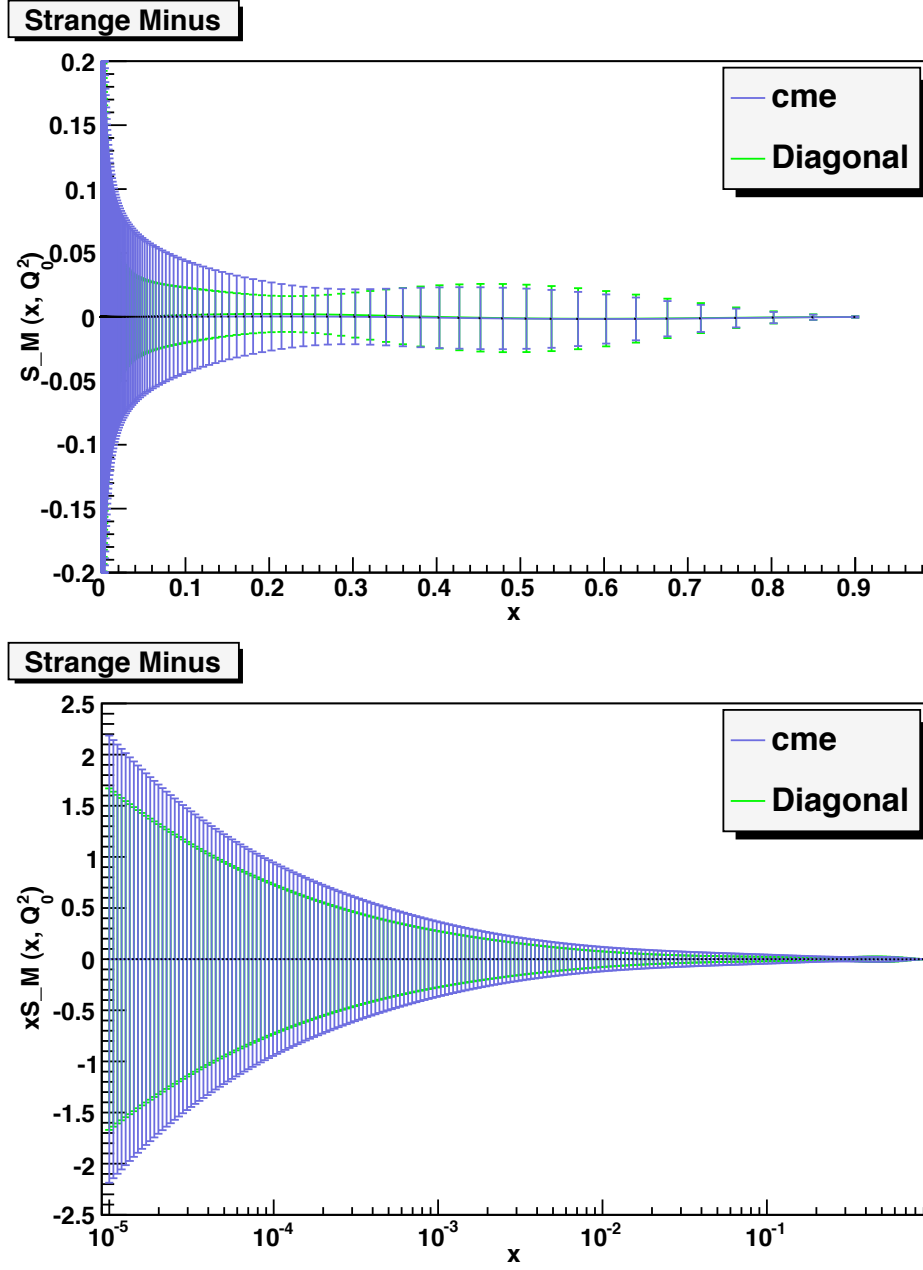 Strange Minus
cme
Diagonal
S_M (x, Q₀²)
0.2
0.15
0.1
0.05
0
-0.05
-0.1
-0.15
-0.2
0 0.1 0.2 0.3 0.4 0.5 0.6 0.7 0.8 0.9
x
Strange Minus
cme
Diagonal
xS_M (x, Q₀²)
2.5
2
1.5
1
0.5
0
-0.5
-1
-1.5
-2
-2.5
10⁻⁵ 10⁻⁴ 10⁻³ 10⁻² 10⁻¹
x